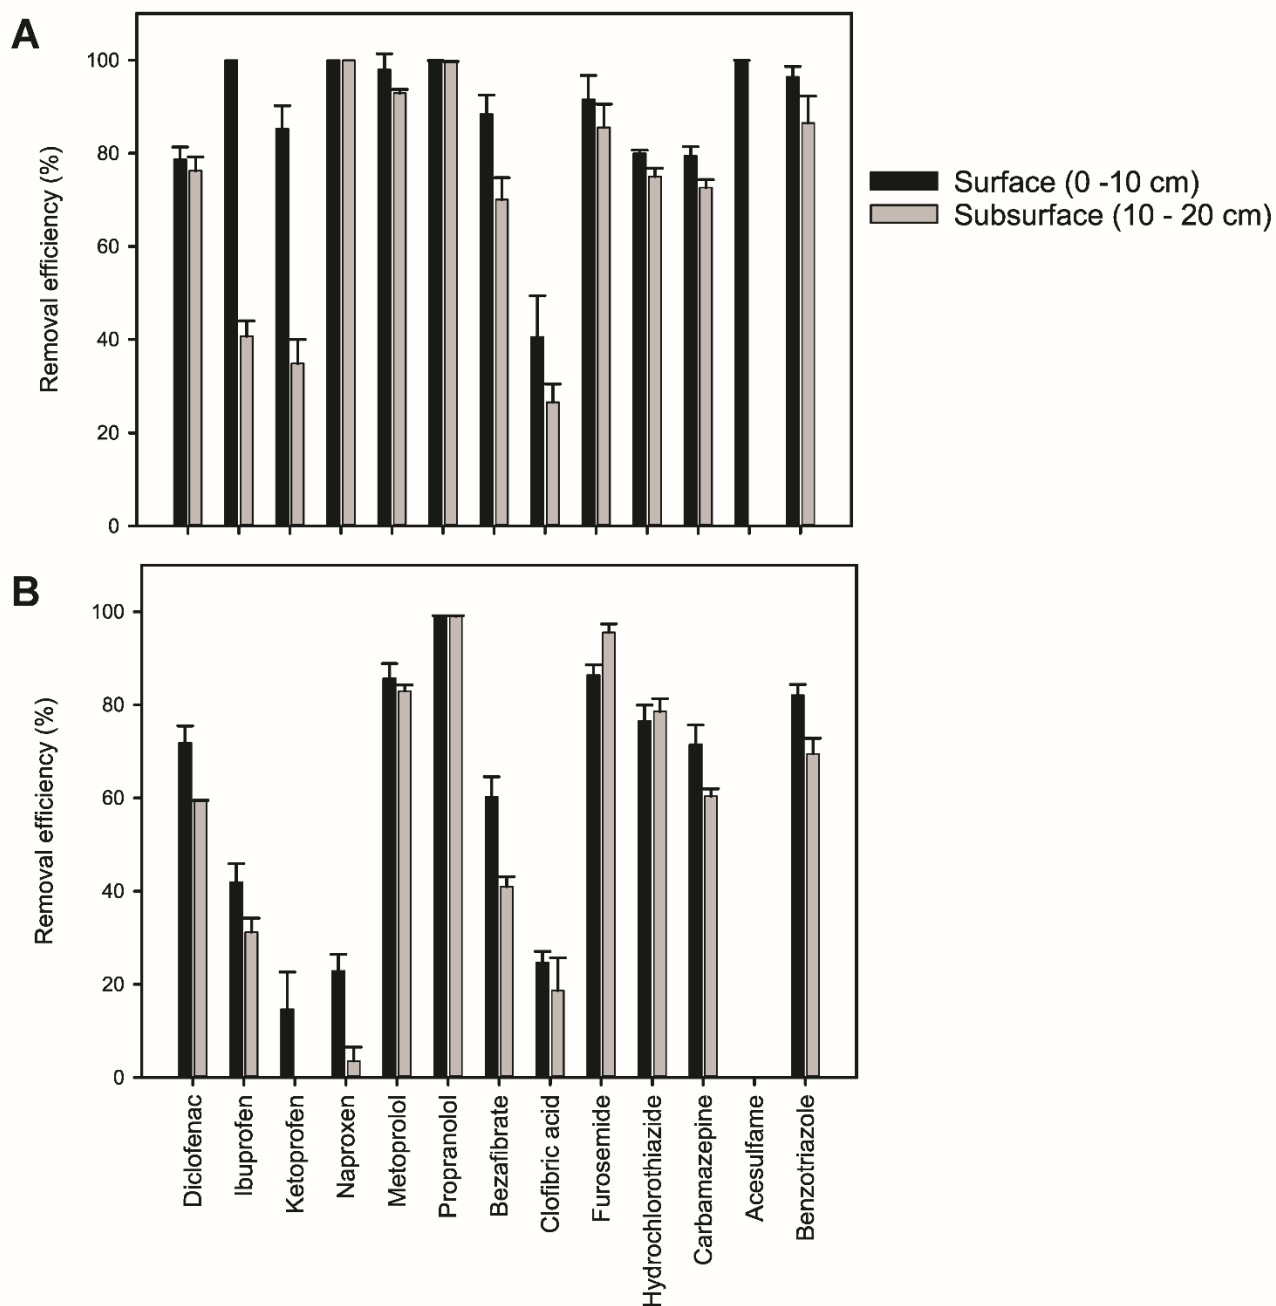 A
Removal efficiency (%)
100
80
60
40
20
0
Surface (0 -10 cm)
Subsurface (10 - 20 cm)
B
Removal efficiency (%)
100
80
60
40
20
0
Diclofenac
Ibuprofen
Ketoprofen
Naproxen
Metoprolol
Propranolol
Bezafibrate
Clofibric acid
Furosemide
Hydrochlorothiazide
Carbamazepine
Acesulfame
Benzotriazole